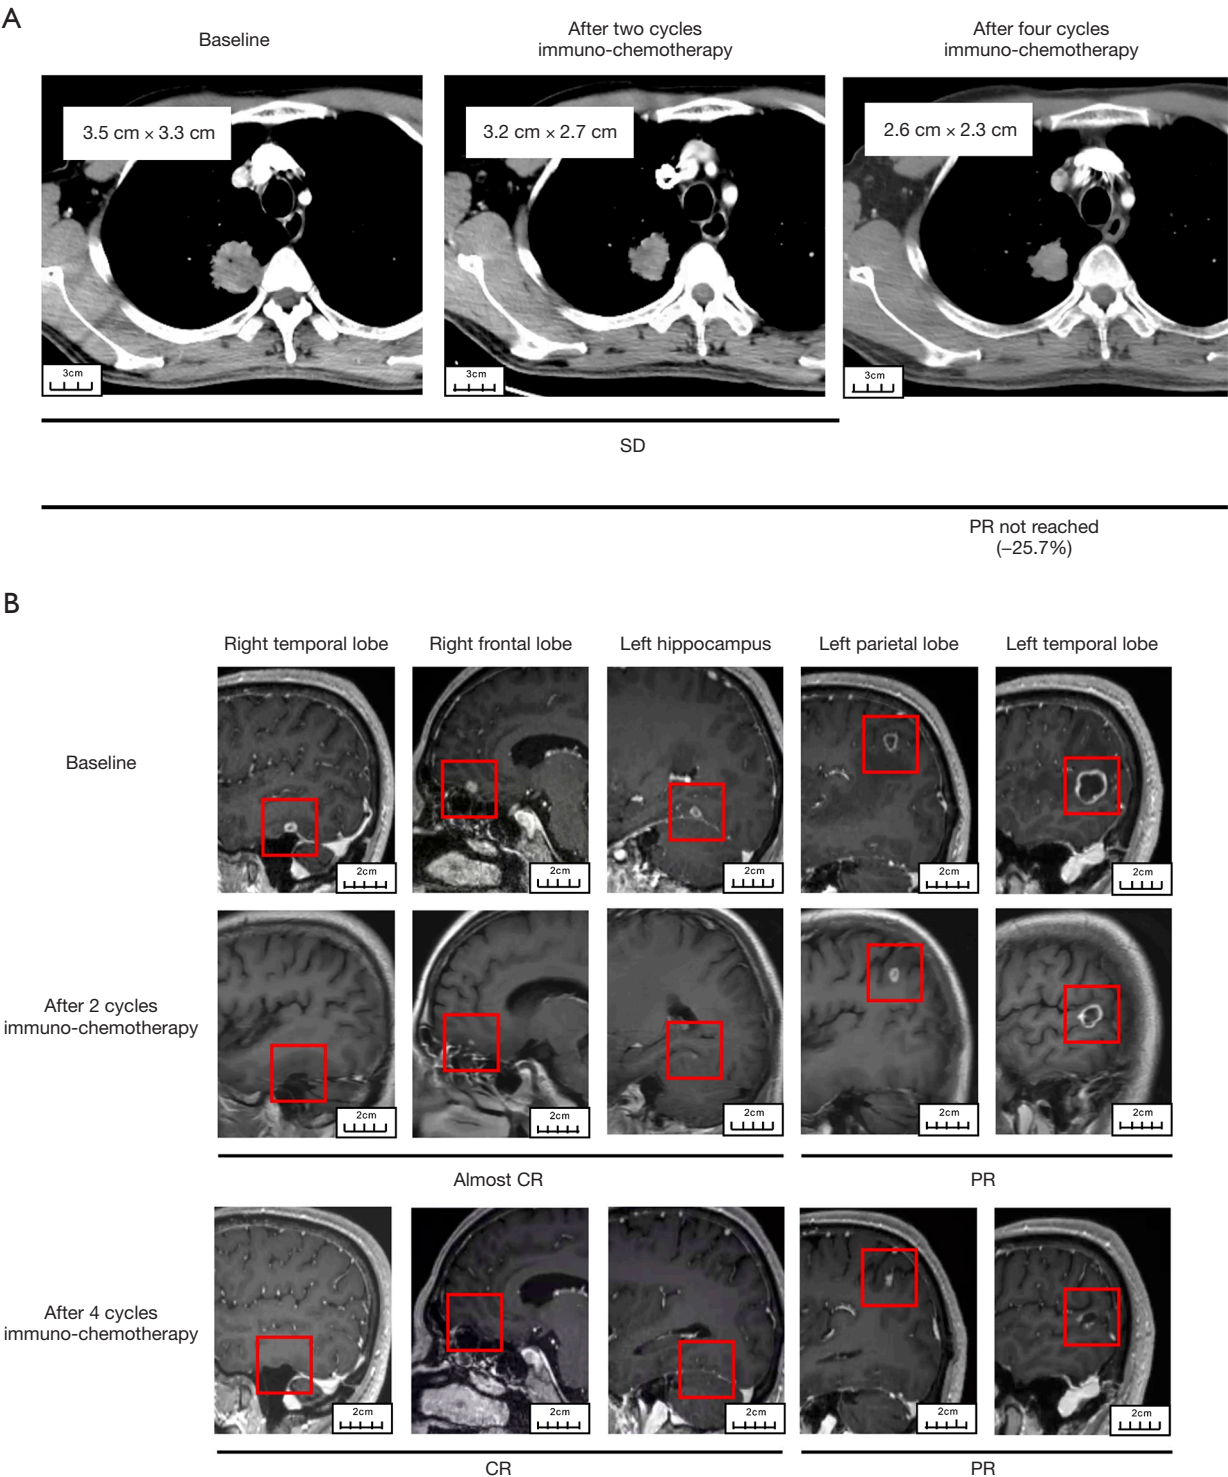 A
Baseline
After two cycles
immuno-chemotherapy
After four cycles
immuno-chemotherapy
3.5 cm × 3.3 cm
3.2 cm × 2.7 cm
2.6 cm × 2.3 cm
3cm
3cm
3cm
SD
PR not reached
(−25.7%)
B
Right temporal lobe
Right frontal lobe
Left hippocampus
Left parietal lobe
Left temporal lobe
Baseline
2cm
2cm
2cm
2cm
2cm
After 2 cycles
immuno-chemotherapy
2cm
2cm
2cm
2cm
2cm
Almost CR
PR
After 4 cycles
immuno-chemotherapy
2cm
2cm
2cm
2cm
2cm
CR
PR